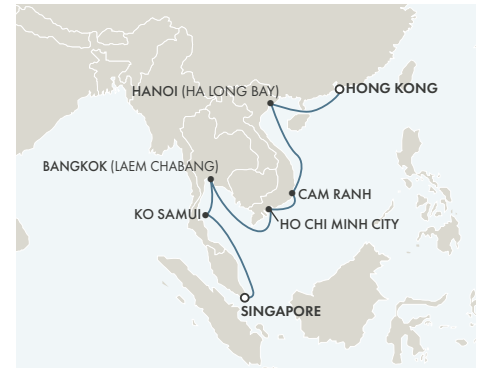 HONG KONG
HANOI (HA LONG BAY)
BANGKOK (LAEM CHABANG)
CAM RANH
KO SAMUI
HO CHI MINH CITY
SINGAPORE